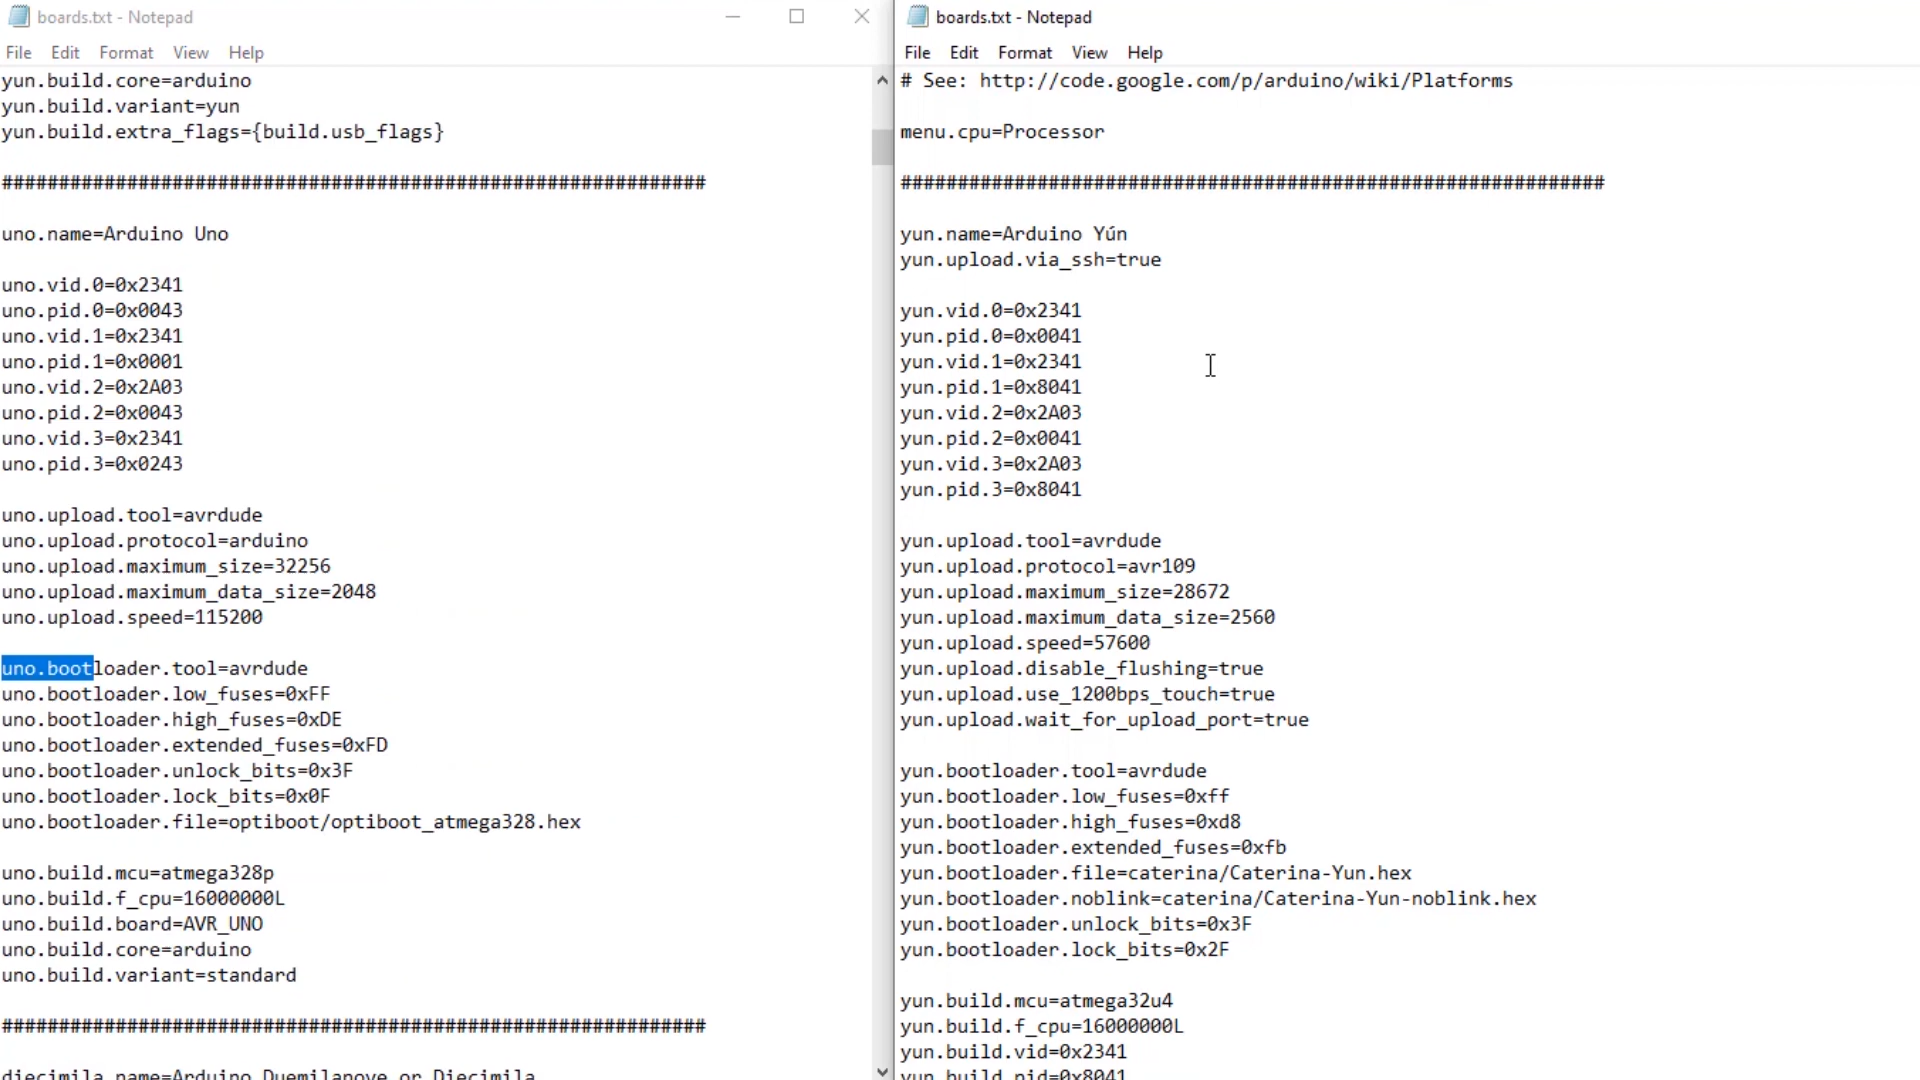 boards.txt - Notepad
File Edit Format View Help
yun.build.core=arduino
yun.build.variant=yun
yun.build.extra_flags={build.usb_flags}
##############################################################
uno.name=Arduino Uno
uno.vid.0=0x2341
uno.pid.0=0x0043
uno.vid.1=0x2341
uno.pid.1=0x0001
uno.vid.2=0x2A03
uno.pid.2=0x0043
uno.vid.3=0x2341
uno.pid.3=0x0243
uno.upload.tool=avrdude
uno.upload.protocol=arduino
uno.upload.maximum_size=32256
uno.upload.maximum_data_size=2048
uno.upload.speed=115200
uno.bootloader.tool=avrdude
uno.bootloader.low_fuses=0xFF
uno.bootloader.high_fuses=0xDE
uno.bootloader.extended_fuses=0xFD
uno.bootloader.unlock_bits=0x3F
uno.bootloader.lock_bits=0x0F
uno.bootloader.file=optiboot/optiboot_atmega328.hex
uno.build.mcu=atmega328p
uno.build.f_cpu=16000000L
uno.build.board=AVR_UNO
uno.build.core=arduino
uno.build.variant=standard
##############################################################
diecimila.name=Arduino Duemilanove or Diecimila
boards.txt - Notepad
File Edit Format View Help
# See: http://code.google.com/p/arduino/wiki/Platforms
menu.cpu=Processor
##############################################################
yun.name=Arduino Yún
yun.upload.via_ssh=true
yun.vid.0=0x2341
yun.pid.0=0x0041
yun.vid.1=0x2341
yun.pid.1=0x8041
yun.vid.2=0x2A03
yun.pid.2=0x0041
yun.vid.3=0x2A03
yun.pid.3=0x8041
yun.upload.tool=avrdude
yun.upload.protocol=avr109
yun.upload.maximum_size=28672
yun.upload.maximum_data_size=2560
yun.upload.speed=57600
yun.upload.disable_flushing=true
yun.upload.use_1200bps_touch=true
yun.upload.wait_for_upload_port=true
yun.bootloader.tool=avrdude
yun.bootloader.low_fuses=0xff
yun.bootloader.high_fuses=0xd8
yun.bootloader.extended_fuses=0xfb
yun.bootloader.file=caterina/Caterina-Yun.hex
yun.bootloader.noblink=caterina/Caterina-Yun-noblink.hex
yun.bootloader.unlock_bits=0x3F
yun.bootloader.lock_bits=0x2F
yun.build.mcu=atmega32u4
yun.build.f_cpu=16000000L
yun.build.vid=0x2341
yun.build.pid=0x8041